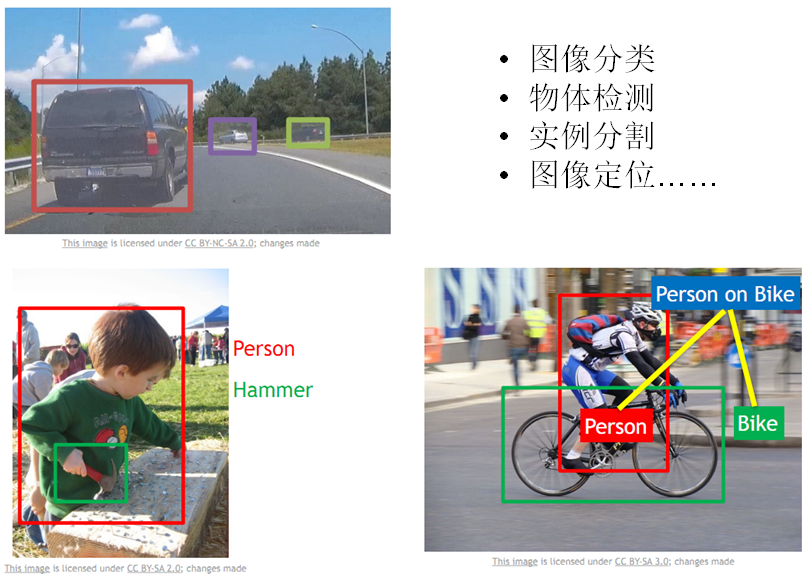 • 图像分类
• 物体检测
• 实例分割
• 图像定位……
This image is licensed under CC BY-NC-SA 2.0; changes made
Person
Hammer
This image is licensed under CC BY-SA 2.0; changes made
Person on Bike
Person
Bike
This image is licensed under CC BY-SA 3.0; changes made